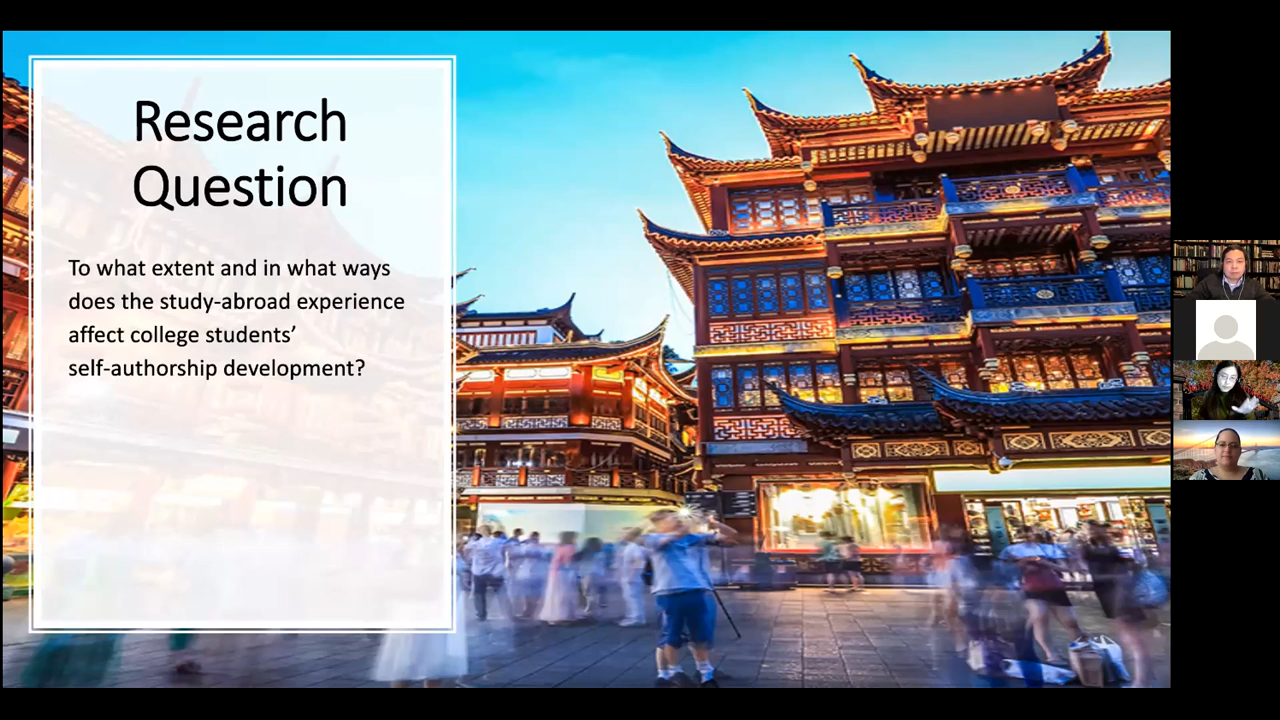 Research
Question
To what extent and in what ways
does the study-abroad experience
affect college students’
self-authorship development?